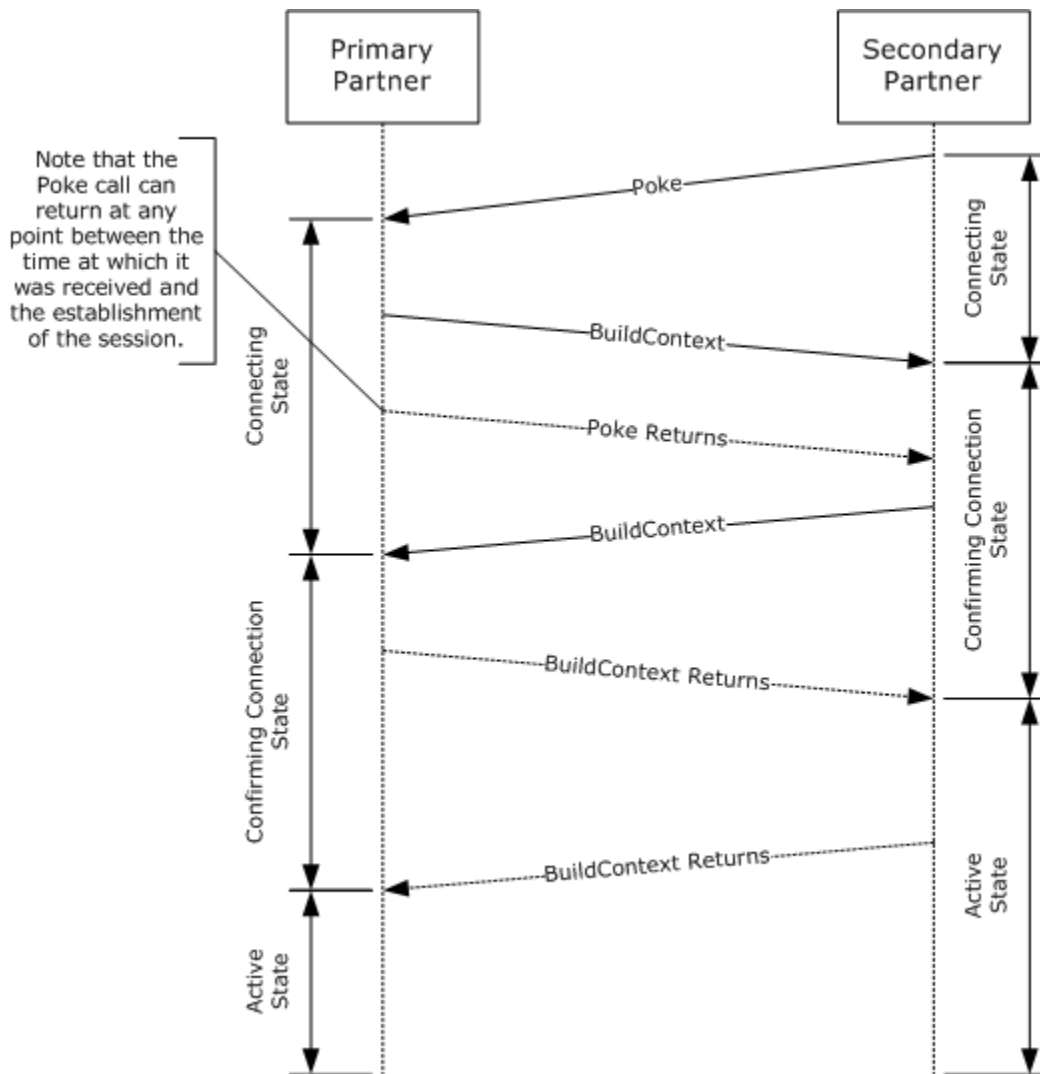 Primary
Partner
Secondary
Partner
Note that the
Poke call can
return at any
point between the
time at which it
was received and
the establishment
of the session.
Poke
Connecting
State
Connecting
State
BuildContext
Poke Returns
Confirming Connection
State
BuildContext
Confirming Connection
State
BuildContext Returns
BuildContext Returns
Active
State
Active
State